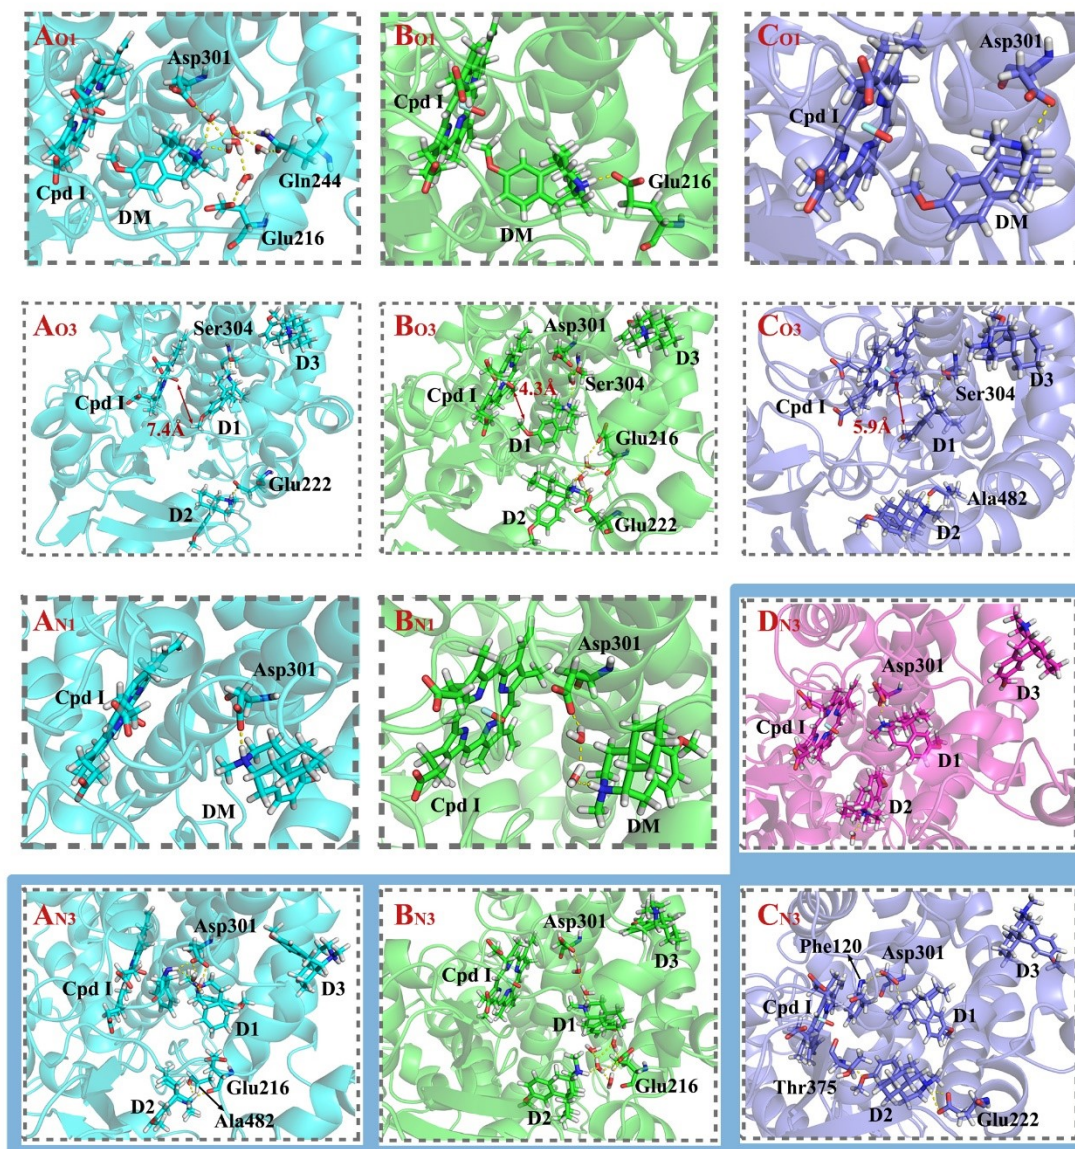 AO1
Asp301
Cpd I
DM
Gln244
Glu216
BO1
Cpd I
DM
Glu216
CO1
Asp301
Cpd I
DM
AO3
Ser304
D3
Cpd I
7.4Å
D1
Glu222
D2
BO3
Asp301
D3
Cpd I
4.3Å
Ser304
D1
Glu216
D2
Glu222
CO3
D3
Ser304
Cpd I
5.9Å
D1
Ala482
D2
AN1
Asp301
Cpd I
DM
BN1
Asp301
Cpd I
DM
DN3
Asp301
D3
Cpd I
D1
D2
AN3
Asp301
Cpd I
D3
D1
Glu216
D2
Ala482
BN3
Asp301
Cpd I
D3
D1
Glu216
D2
CN3
Phe120
Asp301
D3
Cpd I
D1
Thr375
D2
Glu222